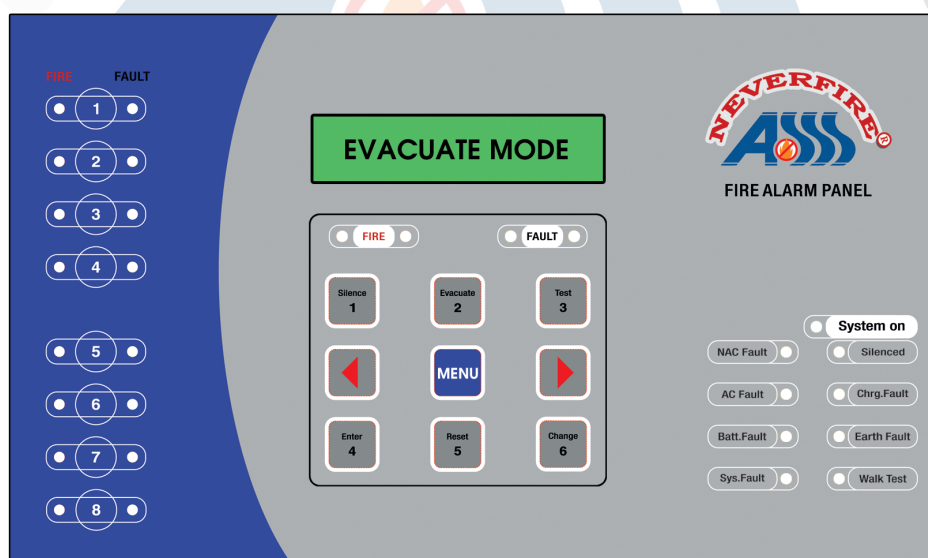 FIRE FAULT
1
2
3
4
5
6
7
8
EVACUATE MODE
FIRE FAULT
Silence
1
Evacuate
2
Test
3
MENU
Enter
4
Reset
5
Change
6
NEVERFIRE
ASSS
®
FIRE ALARM PANEL
System on
NAC Fault Silenced
AC Fault Chrg.Fault
Batt.Fault Earth Fault
Sys.Fault Walk Test